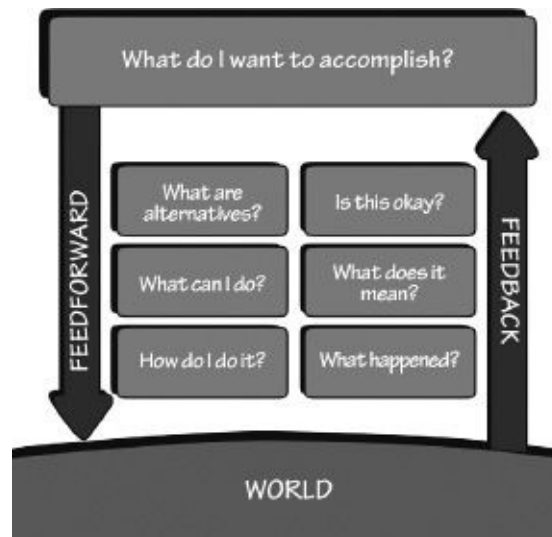 What do I want to accomplish?
FEEDFORWARD
What are
alternatives?
Is this okay?
What can I do?
What does it
mean?
How do I do it?
What happened?
FEEDBACK
WORLD